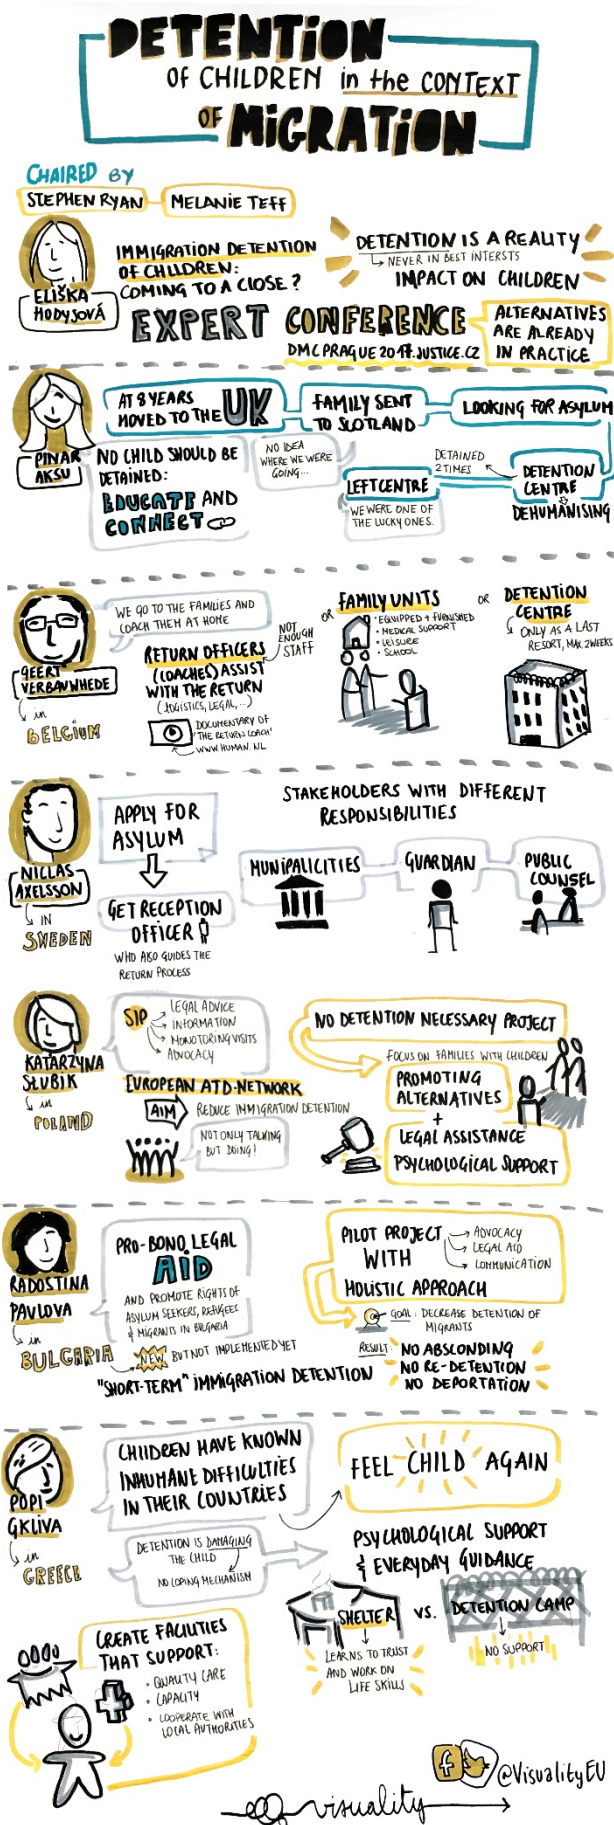 DETENTION
OF CHILDREN in the CONTEXT
OF MIGRATION
CHAIRED BY
STEPHEN RYAN
MELANIE TEFF
ELIŠKA
HODYSOVÁ
IMMIGRATION DETENTION
OF CHILDREN:
COMING TO A CLOSE?
DETENTION IS A REALITY
NEVER IN BEST INTERSTS
IMPACT ON CHILDREN
EXPERT CONFERENCE
DMCPRAGUE2017.JUSTICE.CZ
ALTERNATIVES
ARE ALREADY
IN PRACTICE
PINAR
AKSU
AT 8 YEARS
MOVED TO THE UK
FAMILY SENT
TO SCOTLAND
LOOKING FOR ASYLUM
NO CHILD SHOULD BE
DETAINED:
EDUCATE AND
CONNECT
NO IDEA
WHERE WE WERE
GOING...
DETAINED
2 TIMES
DETENTION
CENTRE
DEHUMANISING
LEFT CENTRE
WE WERE ONE OF
THE LUCKY ONES.
GEERT
VERBAUWHEDE
in
BELGIUM
WE GO TO THE FAMILIES AND
COACH THEM AT HOME
RETURN OFFICERS
(COACHES) ASSIST
WITH THE RETURN
(LOGISTICS, LEGAL,...)
NOT
ENOUGH
STAFF
DOCUMENTARY OF
'THE RETURN COACH'
WWW.HUMAN.NL
OR
FAMILY UNITS
• EQUIPPED + FURNISHED
• MEDICAL SUPPORT
• LEISURE
• SCHOOL
OR
DETENTION
CENTRE
ONLY AS A LAST
RESORT, MAX. 2 WEEKS
NICLAS
AXELSSON
IN
SWEDEN
APPLY FOR
ASYLUM
GET RECEPTION
OFFICER
WHO ALSO GUIDES THE
RETURN PROCESS
STAKEHOLDERS WITH DIFFERENT
RESPONSIBILITIES
MUNIPALICITIES
GUARDIAN
PUBLIC
COUNSEL
KATARZYNA
SŁUBIK
in
POLAND
SIP
LEGAL ADVICE
INFORMATION
MONOTORING VISITS
ADVOCACY
EUROPEAN ATD-NETWORK
AIM
REDUCE IMMIGRATION DETENTION
NOT ONLY TALKING
BUT DOING!
NO DETENTION NECESSARY PROJECT
FOCUS ON FAMILIES WITH CHILDREN
PROMOTING
ALTERNATIVES
+
LEGAL ASSISTANCE
PSYCHOLOGICAL SUPPORT
RADOSTINA
PAVLOVA
in
BULGARIA
PRO-BONO LEGAL
AID
AND PROMOTE RIGHTS OF
ASYLUM SEEKERS, REFUGEES
& MIGRANTS IN BULGARIA
NEW BUT NOT IMPLEMENTED YET
"SHORT-TERM" IMMIGRATION DETENTION
PILOT PROJECT
WITH
HOLISTIC APPROACH
ADVOCACY
LEGAL AID
COMMUNICATION
GOAL: DECREASE DETENTION OF
MIGRANTS
RESULT: NO ABSCONDING
NO RE-DETENTION
NO DEPORTATION
POPI
GKLIVA
in
GREECE
CHILDREN HAVE KNOWN
INHUMANE DIFFICULTIES
IN THEIR COUNTRIES
FEEL CHILD AGAIN
DETENTION IS DAMAGING
THE CHILD
NO COPING MECHANISM
PSYCHOLOGICAL SUPPORT
& EVERYDAY GUIDANCE
SHELTER
VS.
DETENTION CAMP
LEARNS TO TRUST
AND WORK ON
LIFE SKILLS
NO SUPPORT
CREATE FACILITIES
THAT SUPPORT:
• QUALITY CARE
• CAPACITY
• COOPERATE WITH
LOCAL AUTHORITIES
f
@VisualityEU
visuality